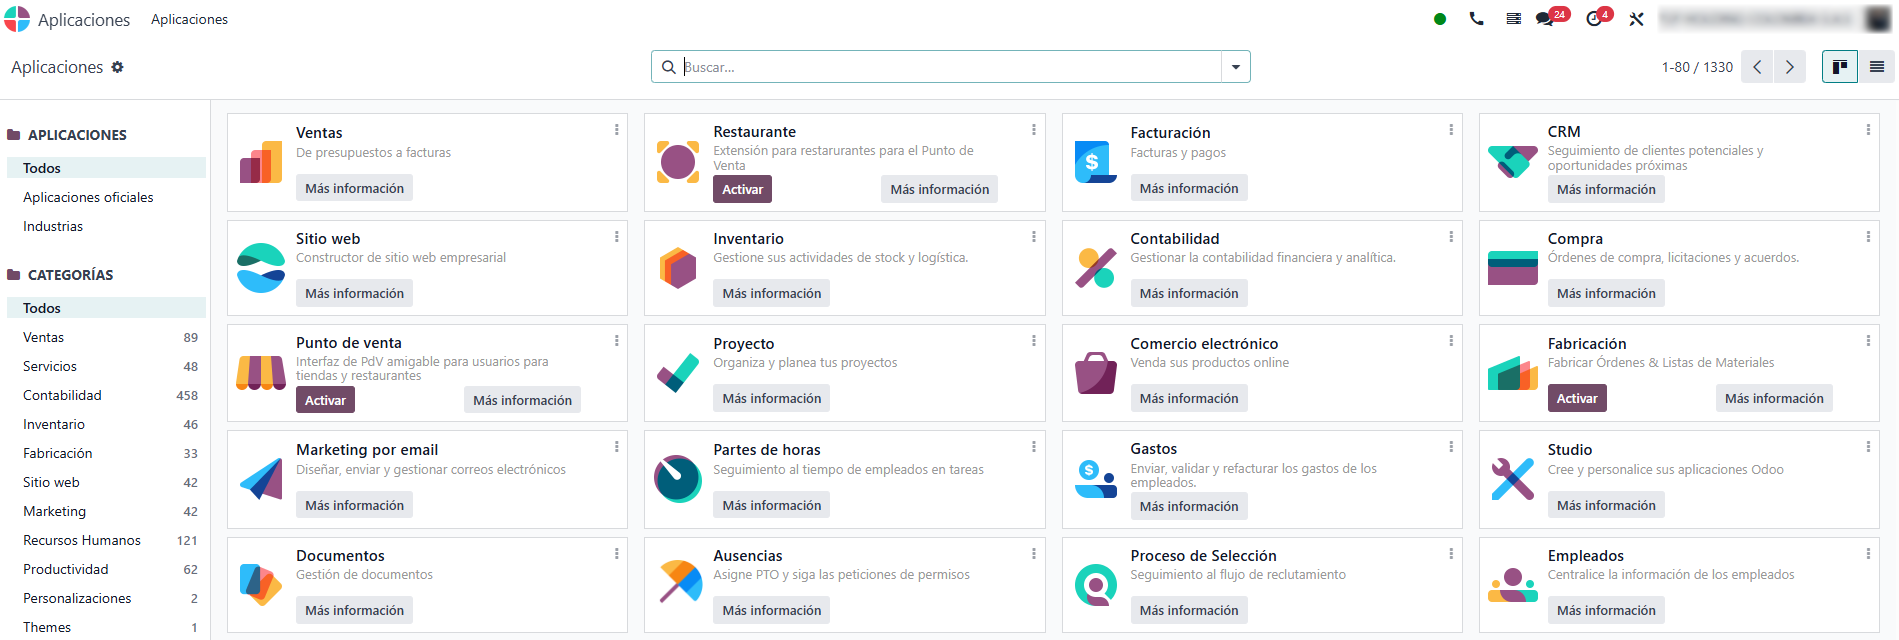 Aplicaciones
Aplicaciones
24
4
Aplicaciones
Buscar...
1-80 / 1330
APLICACIONES
Todos
Aplicaciones oficiales
Industrias
CATEGORÍAS
Todos
Ventas 89
Servicios 48
Contabilidad 458
Inventario 46
Fabricación 33
Sitio web 42
Marketing 42
Recursos Humanos 121
Productividad 62
Personalizaciones 2
Themes 1
Ventas
De presupuestos a facturas
Más información
Restaurante
Extensión para restarurantes para el Punto de
Venta
Activar
Más información
Facturación
Facturas y pagos
Más información
CRM
Seguimiento de clientes potenciales y
oportunidades próximas
Más información
Sitio web
Constructor de sitio web empresarial
Más información
Inventario
Gestione sus actividades de stock y logística.
Más información
Contabilidad
Gestionar la contabilidad financiera y analítica.
Más información
Compra
Órdenes de compra, licitaciones y acuerdos.
Más información
Punto de venta
Interfaz de PdV amigable para usuarios para
tiendas y restaurantes
Activar
Más información
Proyecto
Organiza y planea tus proyectos
Más información
Comercio electrónico
Venda sus productos online
Más información
Fabricación
Fabricar Órdenes & Listas de Materiales
Activar
Más información
Marketing por email
Diseñar, enviar y gestionar correos electrónicos
Más información
Partes de horas
Seguimiento al tiempo de empleados en tareas
Más información
Gastos
Enviar, validar y refacturar los gastos de los
empleados.
Más información
Studio
Cree y personalice sus aplicaciones Odoo
Más información
Documentos
Gestión de documentos
Más información
Ausencias
Asigne PTO y siga las peticiones de permisos
Más información
Proceso de Selección
Seguimiento al flujo de reclutamiento
Más información
Empleados
Centralice la información de los empleados
Más información